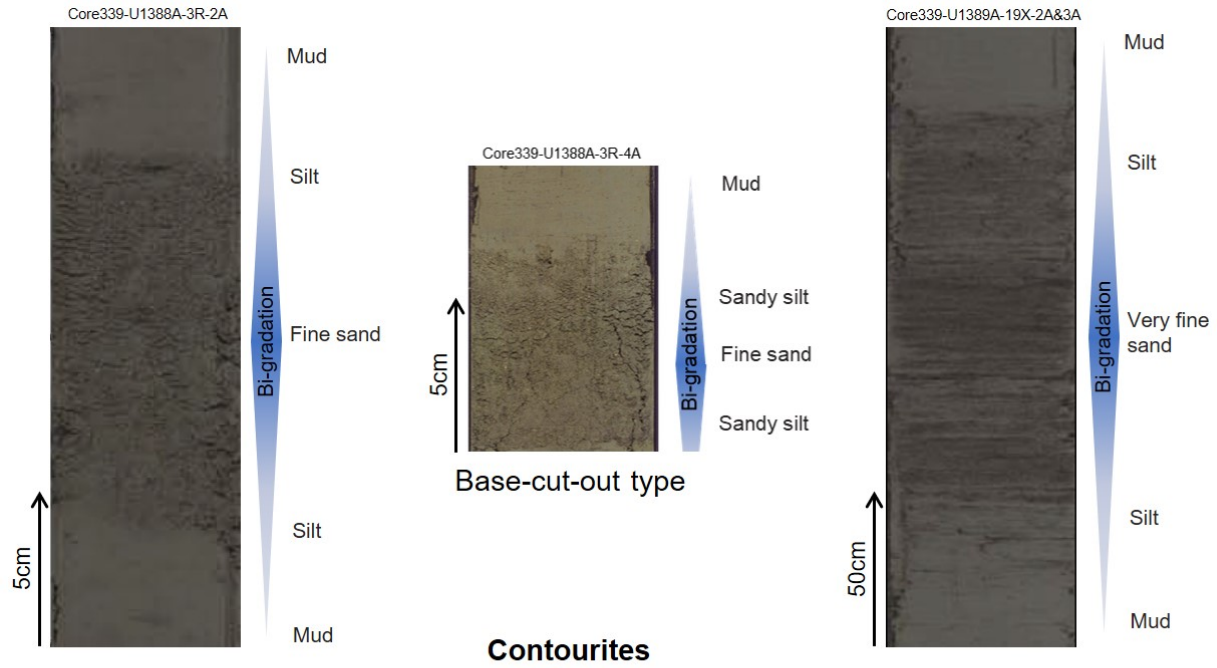 Core339-U1388A-3R-2A
Mud
Silt
Fine sand
Bi-gradation
Silt
Mud
5cm
Core339-U1388A-3R-4A
Mud
Sandy silt
Fine sand
Sandy silt
Bi-gradation
5cm
Base-cut-out type
Contourites
Core339-U1389A-19X-2A&3A
Mud
Silt
Very fine
sand
Bi-gradation
Silt
Mud
50cm